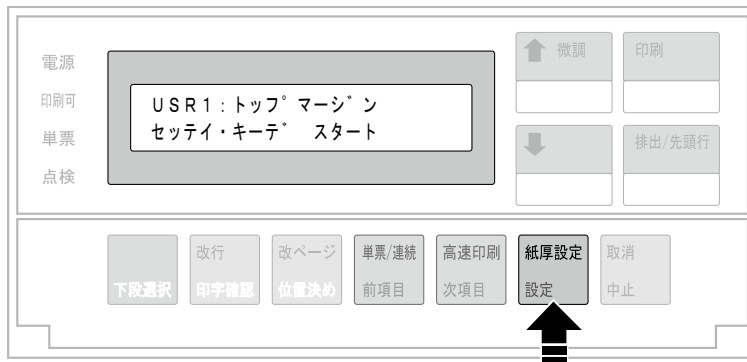 電源
印刷可
単票
点検
USR1:トップ マージン
セッテイ・キーデ スタート
微調
印刷
排出/先頭行
下段選択
改行
印字確認
改ページ
位置決め
単票/連続
前項目
高速印刷
次項目
紙厚設定
設定
取消
中止